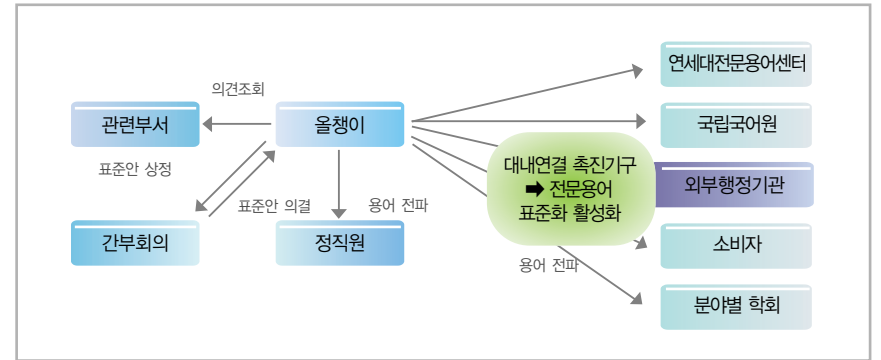 연세대전문용어센터
의견조회
관련부서
올챙이
국립국어원
대내연결 촉진기구
➡ 전문용어
표준화 활성화
외부행정기관
표준안 상정
표준안 의결
용어 전파
간부회의
정직원
소비자
용어 전파
분야별 학회